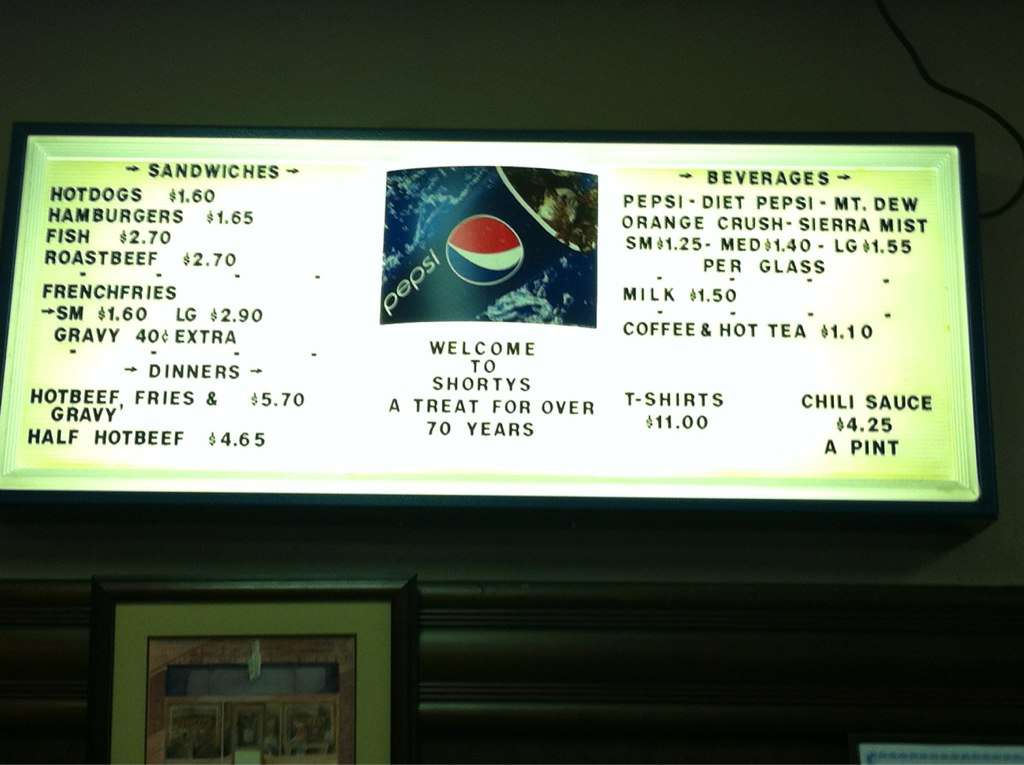 → SANDWICHES →
HOTDOGS $1.60
HAMBURGERS $1.65
FISH $2.70
ROASTBEEF $2.70
- - - -
FRENCHFRIES
→SM $1.60 LG $2.90
GRAVY 40¢ EXTRA
- - - -
→ DINNERS →
HOTBEEF, FRIES & $5.70
GRAVY
HALF HOTBEEF $4.65
pepsi
WELCOME
TO
SHORTYS
A TREAT FOR OVER
70 YEARS
→ BEVERAGES →
PEPSI - DIET PEPSI - MT. DEW
ORANGE CRUSH - SIERRA MIST
SM $1.25 - MED $1.40 - LG $1.55
PER GLASS
- - - -
MILK $1.50
- - - -
COFFEE & HOT TEA $1.10
T-SHIRTS
$11.00
CHILI SAUCE
$4.25
A PINT